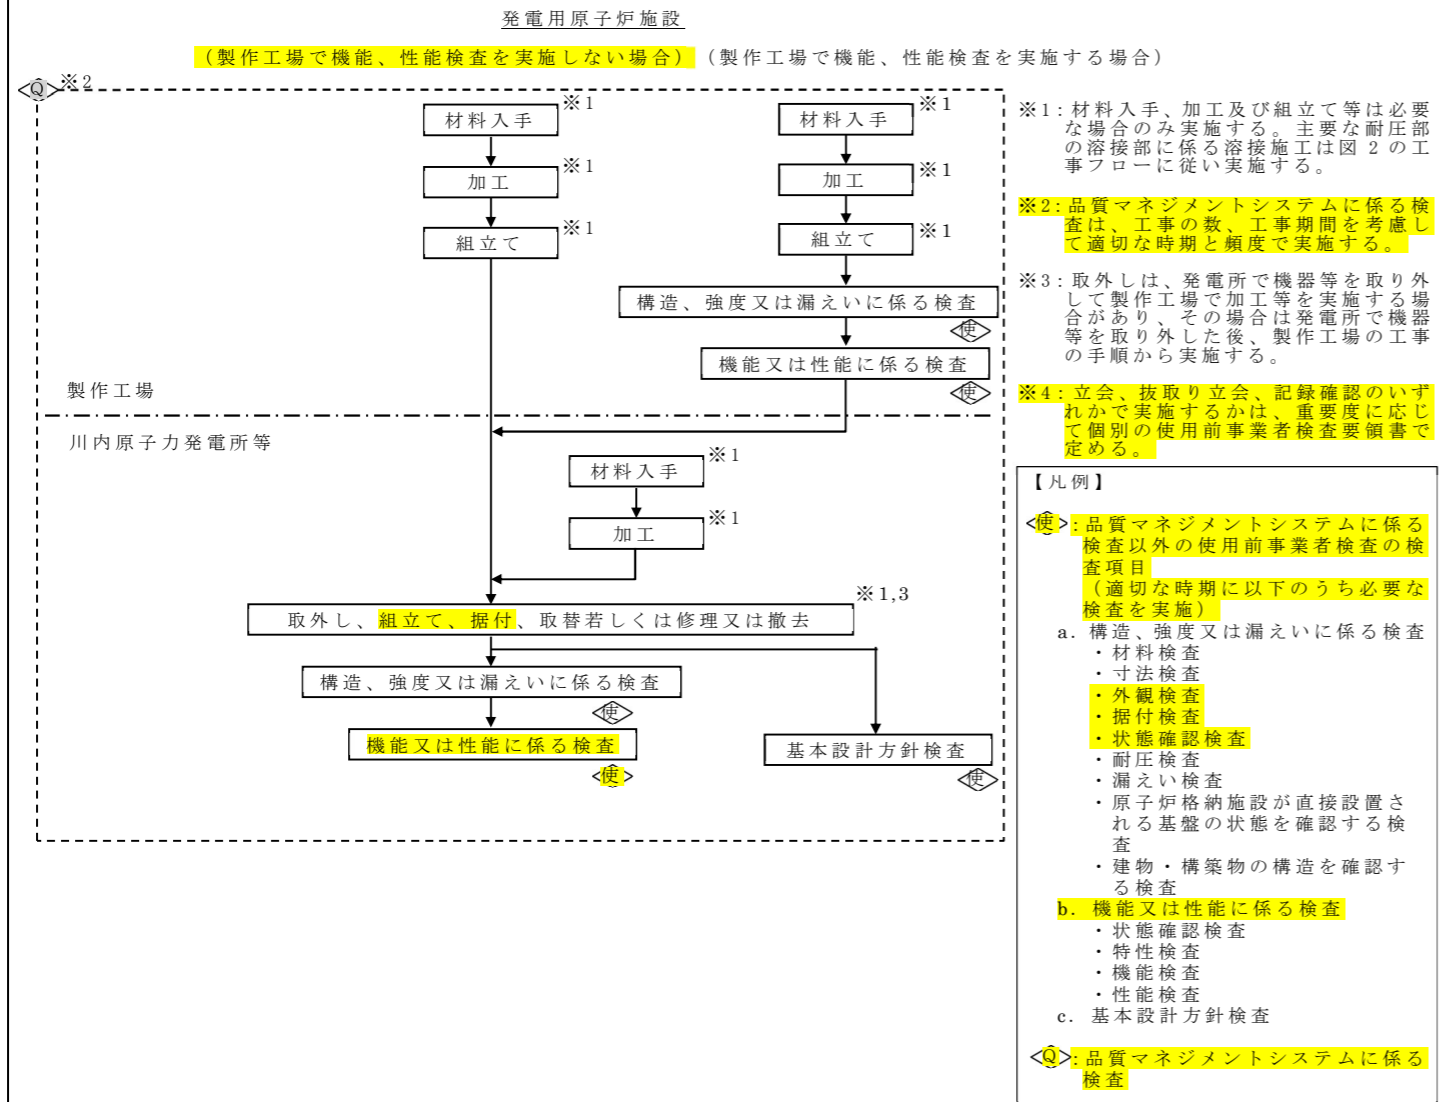 発電用原子炉施設
（製作工場で機能、性能検査を実施しない場合）（製作工場で機能、性能検査を実施する場合）
Q ※2
材料入手 ※1
加工 ※1
組立て ※1
材料入手 ※1
加工 ※1
組立て ※1
構造、強度又は漏えいに係る検査
使
機能又は性能に係る検査
使
製作工場
川内原子力発電所等
材料入手 ※1
加工 ※1
取外し、組立て、据付、取替若しくは修理又は撤去 ※1,3
構造、強度又は漏えいに係る検査
使
機能又は性能に係る検査
使
基本設計方針検査
使
※1：材料入手、加工及び組立て等は必要
な場合のみ実施する。主要な耐圧部
の溶接部に係る溶接施工は図2の工
事フローに従い実施する。
※2：品質マネジメントシステムに係る検
査は、工事の数、工事期間を考慮し
て適切な時期と頻度で実施する。
※3：取外しは、発電所で機器等を取り外
して製作工場で加工等を実施する場
合があり、その場合は発電所で機器
等を取り外した後、製作工場の工事
の手順から実施する。
※4：立会、抜取り立会、記録確認のいず
れかで実施するかは、重要度に応じ
て個別の使用前事業者検査要領書で
定める。
【凡例】
使：品質マネジメントシステムに係る
検査以外の使用前事業者検査の検
査項目
（適切な時期に以下のうち必要な
検査を実施）
a. 構造、強度又は漏えいに係る検査
・材料検査
・寸法検査
・外観検査
・据付検査
・状態確認検査
・耐圧検査
・漏えい検査
・原子炉格納施設が直接設置さ
れる基盤の状態を確認する検
査
・建物・構築物の構造を確認す
る検査
b. 機能又は性能に係る検査
・状態確認検査
・特性検査
・機能検査
・性能検査
c. 基本設計方針検査
Q：品質マネジメントシステムに係る
検査